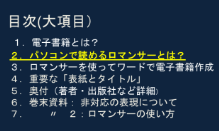 目次(大項目)
1. 電子書籍とは?
2. パソコンで読めるロマンサーとは?
3. ロマンサーを使ってワードで電子書籍作成
4. 重要な「表紙とタイトル」
5. 奥付(著者・出版社など詳細)
6. 巻末資料: 非対応の表現について
7. 〃 2:ロマンサーの使い方